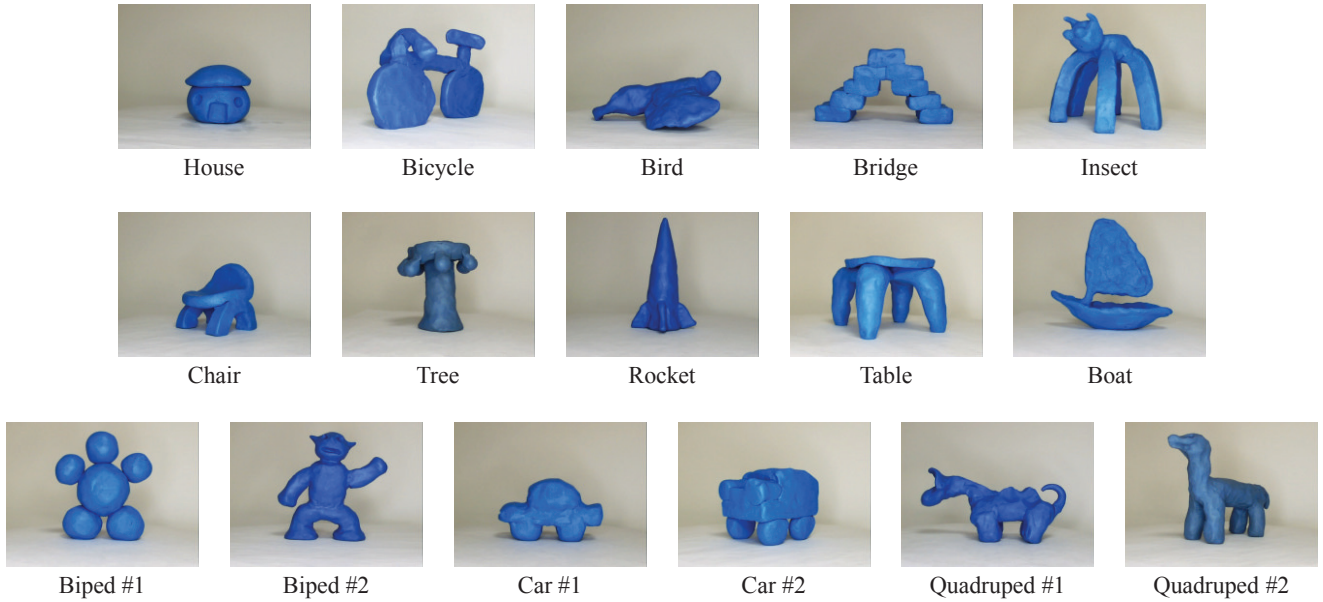 House
Bicycle
Bird
Bridge
Insect
Chair
Tree
Rocket
Table
Boat
Biped #1
Biped #2
Car #1
Car #2
Quadruped #1
Quadruped #2